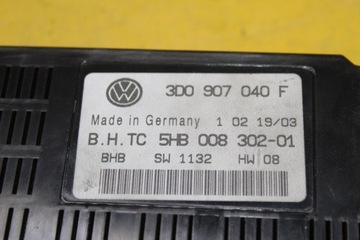 3D0 907 040 F
Made in Germany 1 02 19/03
B.H.TC 5HB 008 302-01
BHB SW 1132 HW 08